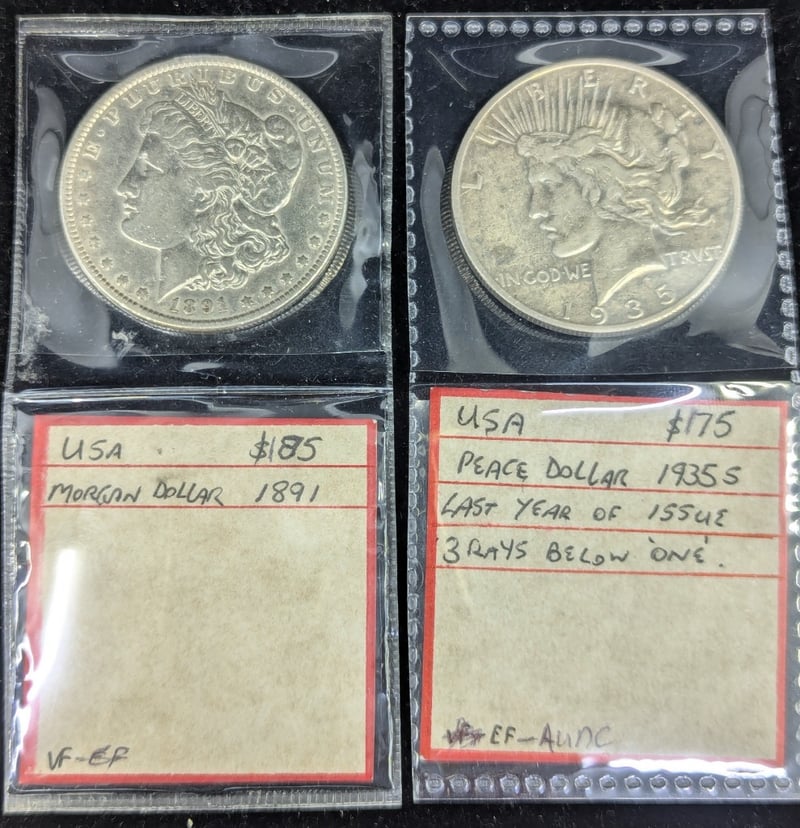 E · PLURIBUS · UNUM
LIBERTY
1891
LIBERTY
IN GOD WE TRUST
1935
USA $185
MORGAN DOLLAR 1891
VF-EF
USA $175
PEACE DOLLAR 1935 S
LAST YEAR OF ISSUE
3 RAYS BELOW 'ONE'.
EF-AUNC